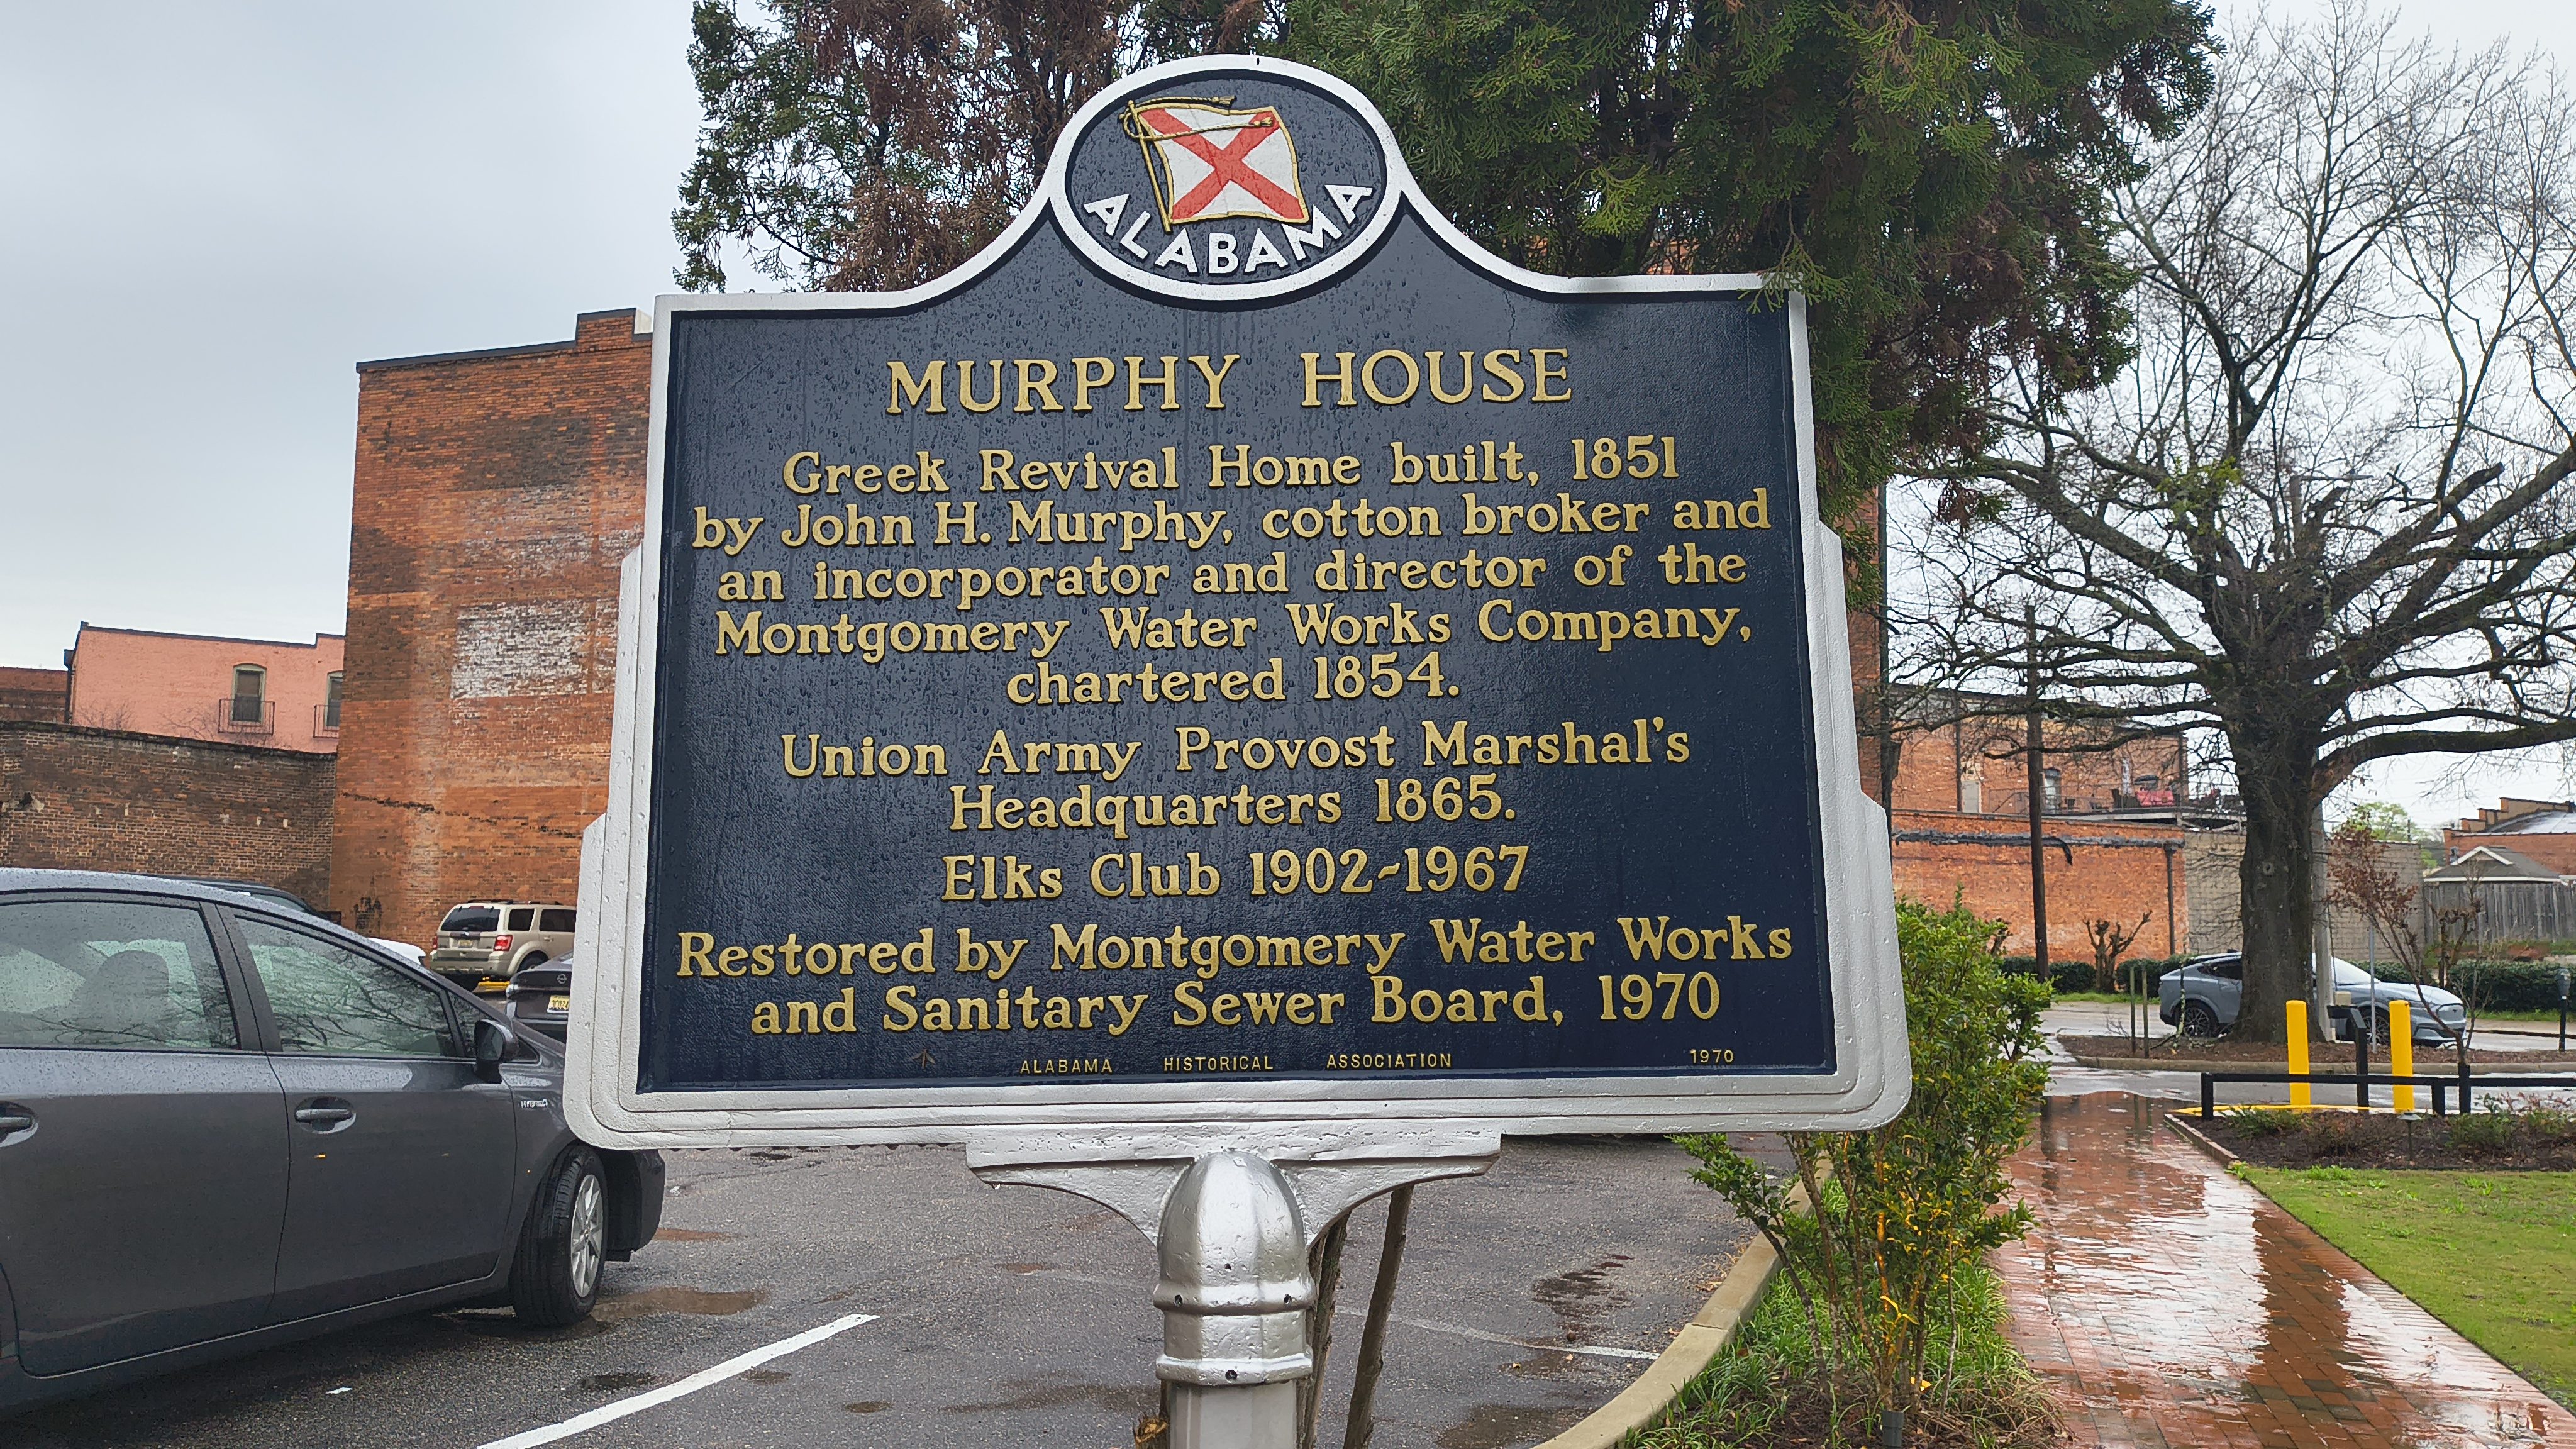 ALABAMA
MURPHY HOUSE
Greek Revival Home built, 1851
by John H. Murphy, cotton broker and
an incorporator and director of the
Montgomery Water Works Company,
chartered 1854.
Union Army Provost Marshal's
Headquarters 1865.
Elks Club 1902-1967
Restored by Montgomery Water Works
and Sanitary Sewer Board, 1970
ALABAMA HISTORICAL ASSOCIATION 1970
HYBRID